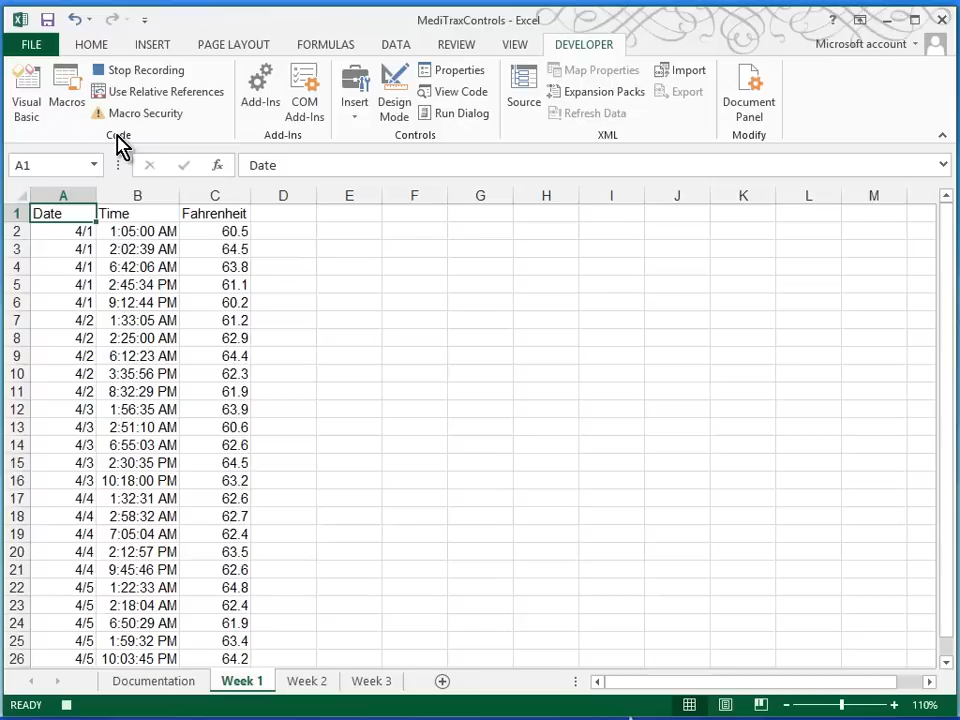 MediTraxControls - Excel
?
FILE HOME INSERT PAGE LAYOUT FORMULAS DATA REVIEW VIEW DEVELOPER Microsoft account
Visual Basic
Macros
Stop Recording
Use Relative References
Macro Security
Code
Add-Ins
COM Add-Ins
Add-Ins
Insert
Design Mode
Properties
View Code
Run Dialog
Controls
Source
Map Properties
Expansion Packs
Refresh Data
Import
Export
XML
Document Panel
Modify
A1 fx Date
A B C D E F G H I J K L M
1 Date Time Fahrenheit
2 4/1 1:05:00 AM 60.5
3 4/1 2:02:39 AM 64.5
4 4/1 6:42:06 AM 63.8
5 4/1 2:45:34 PM 61.1
6 4/1 9:12:44 PM 60.2
7 4/2 1:33:05 AM 61.2
8 4/2 2:25:00 AM 62.9
9 4/2 6:12:23 AM 64.4
10 4/2 3:35:56 PM 62.3
11 4/2 8:32:29 PM 61.9
12 4/3 1:56:35 AM 63.9
13 4/3 2:51:10 AM 60.6
14 4/3 6:55:03 AM 62.6
15 4/3 2:30:35 PM 64.5
16 4/3 10:18:00 PM 63.2
17 4/4 1:32:31 AM 62.6
18 4/4 2:58:32 AM 62.7
19 4/4 7:05:04 AM 62.4
20 4/4 2:12:57 PM 63.5
21 4/4 9:45:46 PM 62.6
22 4/5 1:22:33 AM 64.8
23 4/5 2:18:04 AM 62.4
24 4/5 6:50:29 AM 61.9
25 4/5 1:59:32 PM 63.4
26 4/5 10:03:45 PM 64.2
Documentation Week 1 Week 2 Week 3
READY 110%